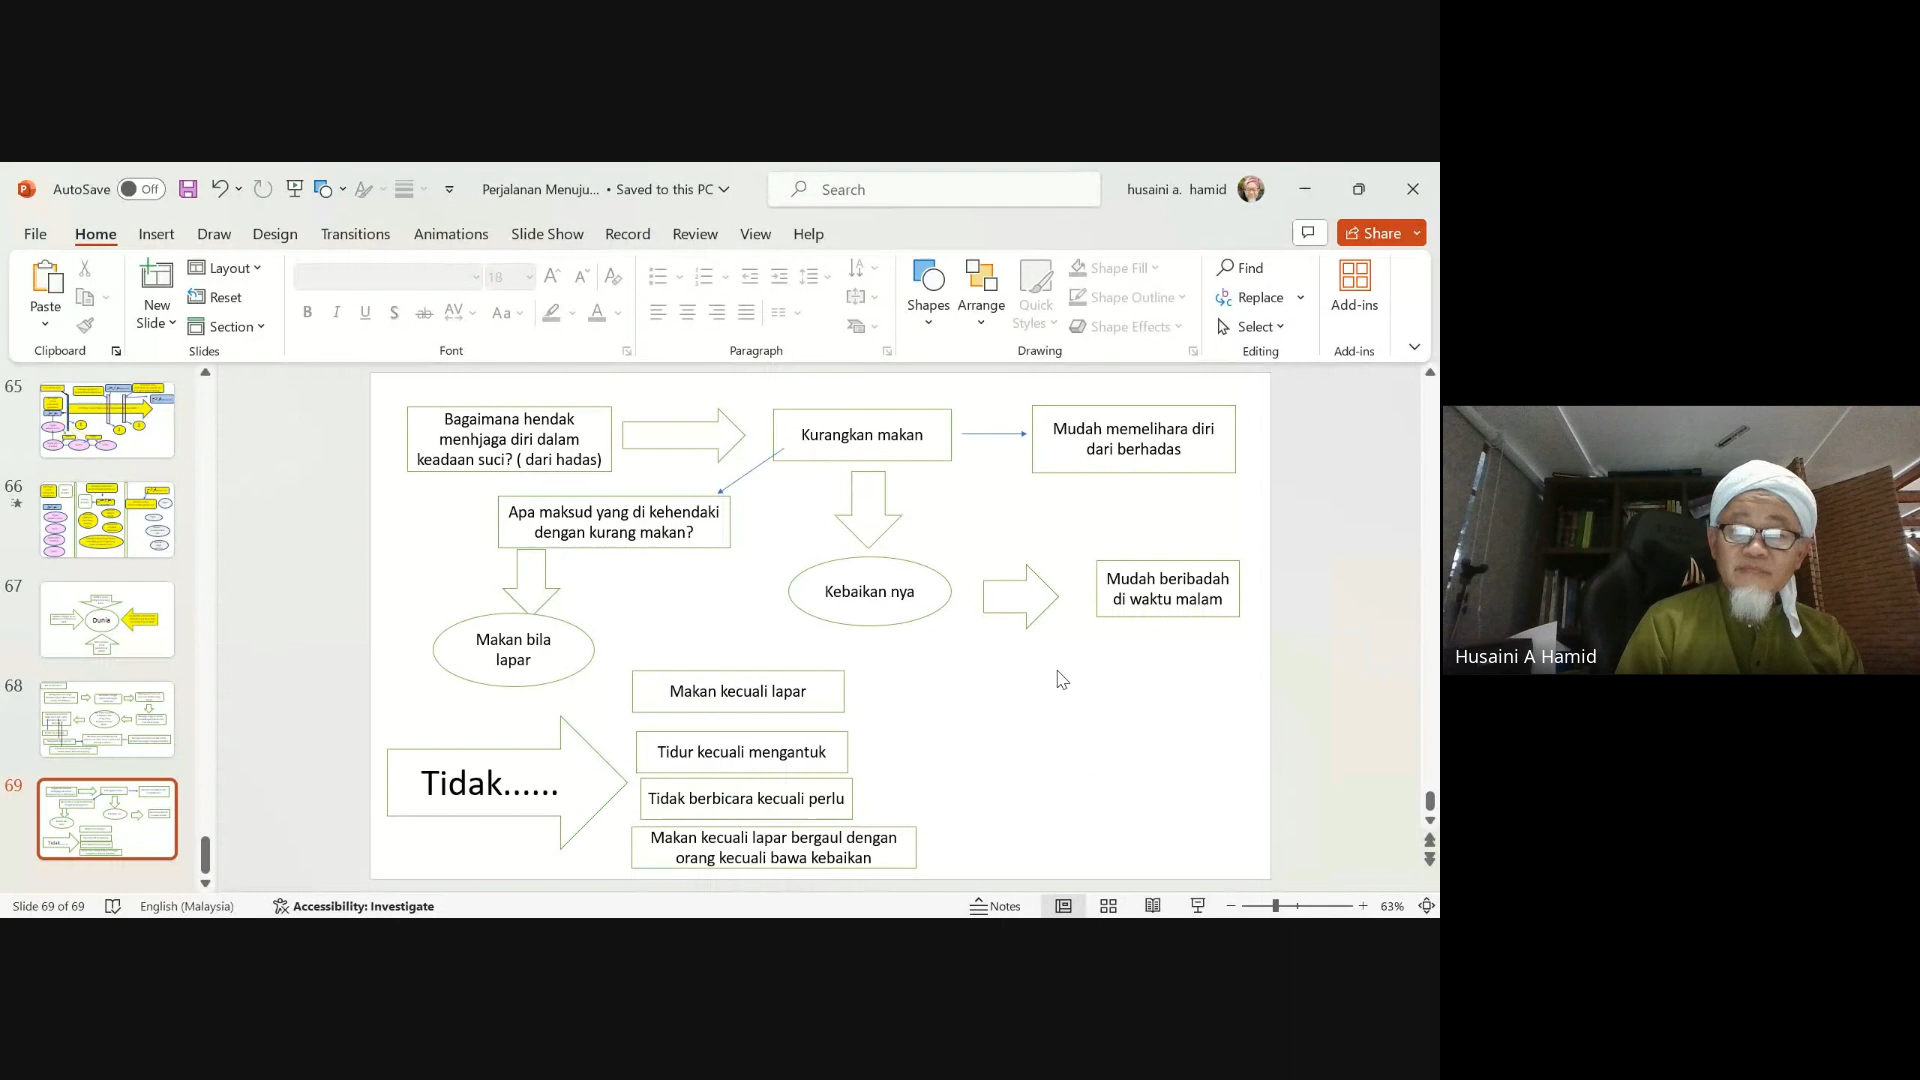 AutoSave
Off
Perjalanan Menuju... • Saved to this PC
Search
husaini a. hamid
File
Home
Insert
Draw
Design
Transitions
Animations
Slide Show
Record
Review
View
Help
Share
Paste
Clipboard
New
Slide
Layout
Reset
Section
Slides
18
B
I
U
S
ab
AV
Aa
A
Font
Paragraph
Shapes
Arrange
Quick
Styles
Shape Fill
Shape Outline
Shape Effects
Drawing
Find
Replace
Select
Editing
Add-ins
Add-ins
65
66
67
Dunia
68
69
Bagaimana hendak
menhjaga diri dalam
keadaan suci? ( dari hadas)
Kurangkan makan
Mudah memelihara diri
dari berhadas
Apa maksud yang di kehendaki
dengan kurang makan?
Kebaikan nya
Mudah beribadah
di waktu malam
Makan bila
lapar
Makan kecuali lapar
Tidak......
Tidur kecuali mengantuk
Tidak berbicara kecuali perlu
Makan kecuali lapar bergaul dengan
orang kecuali bawa kebaikan
Slide 69 of 69
English (Malaysia)
Accessibility: Investigate
Notes
63%
Husaini A Hamid